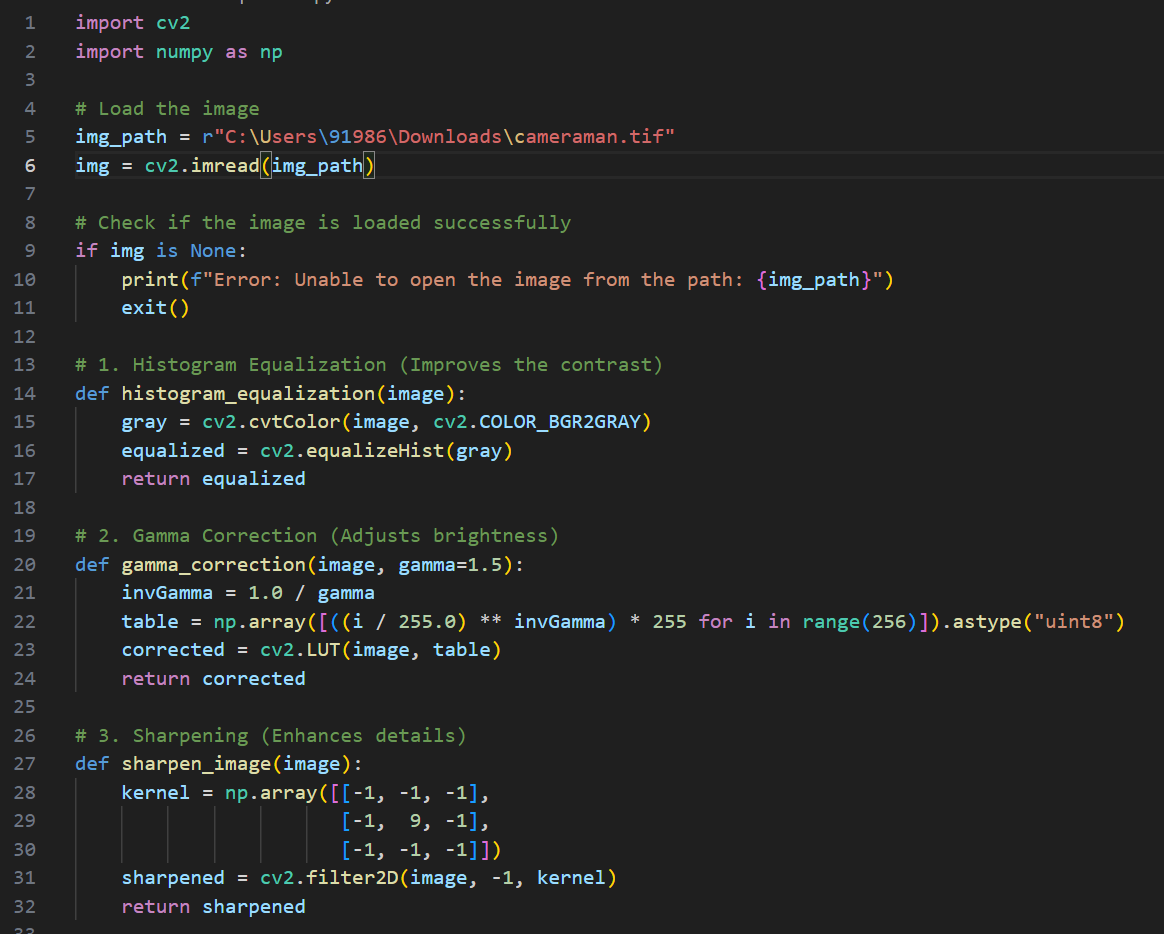 1 import cv2
2 import numpy as np
3
4 # Load the image
5 img_path = r"C:\Users\91986\Downloads\cameraman.tif"
6 img = cv2.imread(img_path)
7
8 # Check if the image is loaded successfully
9 if img is None:
10     print(f"Error: Unable to open the image from the path: {img_path}")
11     exit()
12
13 # 1. Histogram Equalization (Improves the contrast)
14 def histogram_equalization(image):
15     gray = cv2.cvtColor(image, cv2.COLOR_BGR2GRAY)
16     equalized = cv2.equalizeHist(gray)
17     return equalized
18
19 # 2. Gamma Correction (Adjusts brightness)
20 def gamma_correction(image, gamma=1.5):
21     invGamma = 1.0 / gamma
22     table = np.array([((i / 255.0) ** invGamma) * 255 for i in range(256)]).astype("uint8")
23     corrected = cv2.LUT(image, table)
24     return corrected
25
26 # 3. Sharpening (Enhances details)
27 def sharpen_image(image):
28     kernel = np.array([[-1, -1, -1],
29                        [-1,  9, -1],
30                        [-1, -1, -1]])
31     sharpened = cv2.filter2D(image, -1, kernel)
32     return sharpened